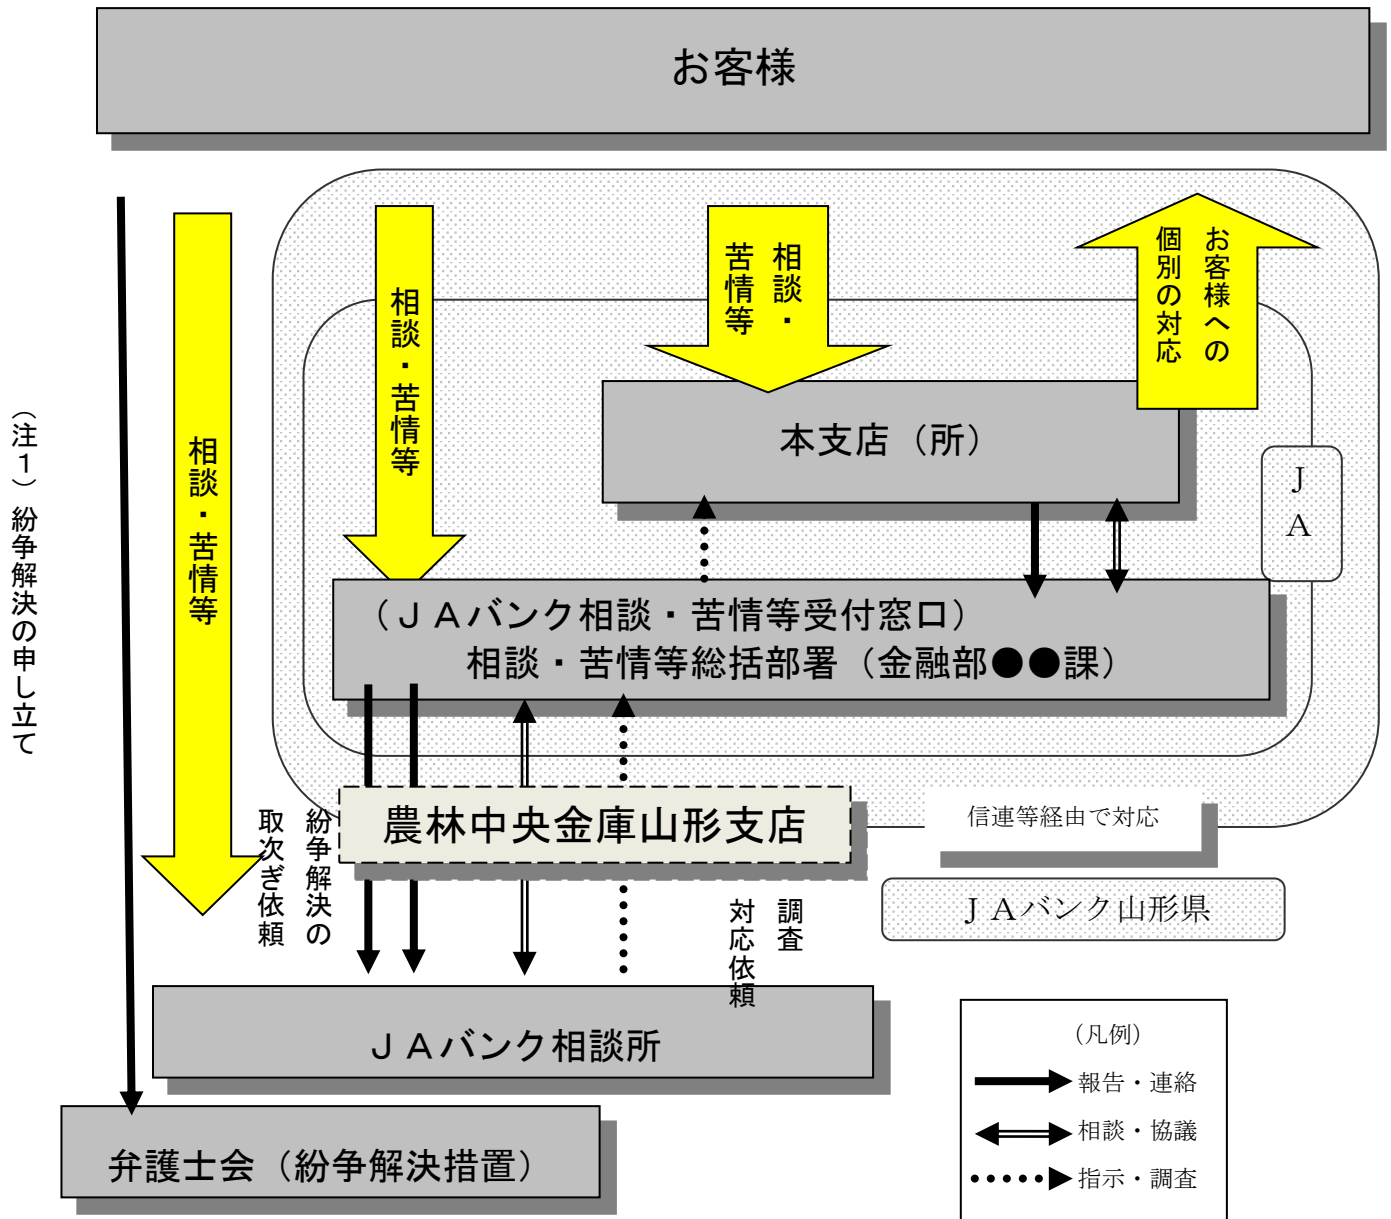 お客様
(注1)紛争解決の申し立て
相談・苦情等
相談・苦情等
相談・
苦情等
お客様への
個別の対応
本支店（所）
JA
（JAバンク相談・苦情等受付窓口）
相談・苦情等総括部署（金融部●●課）
紛争解決の
取次ぎ依頼
農林中央金庫山形支店
信連等経由で対応
調査
対応依頼
JAバンク山形県
JAバンク相談所
弁護士会（紛争解決措置）
（凡例）
報告・連絡
相談・協議
指示・調査